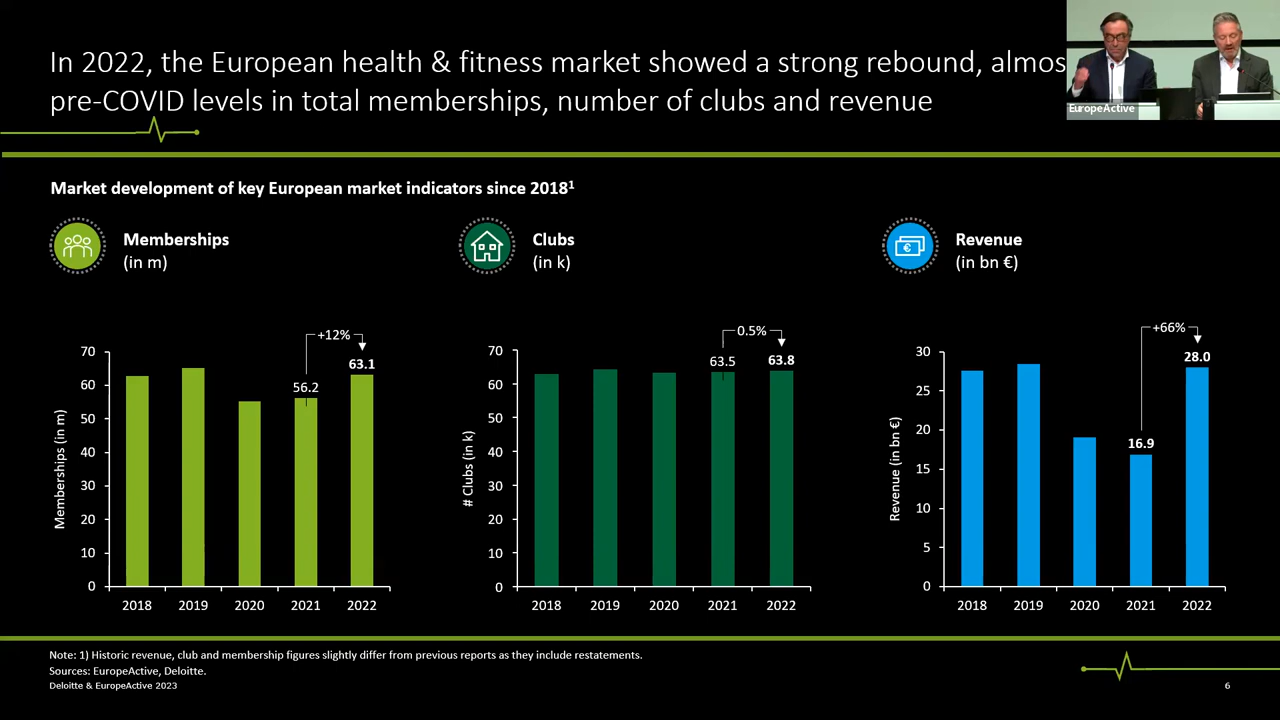 In 2022, the European health & fitness market showed a strong rebound, almos
pre-COVID levels in total memberships, number of clubs and revenue
EuropeActive
Market development of key European market indicators since 2018¹
Memberships
(in m)
Clubs
(in k)
Revenue
(in bn €)
Memberships (in m)
70
60
50
40
30
20
10
0
+12%
56.2
63.1
2018 2019 2020 2021 2022
# Clubs (in k)
70
60
50
40
30
20
10
0
0.5%
63.5
63.8
2018 2019 2020 2021 2022
Revenue (in bn €)
30
25
20
15
10
5
0
+66%
16.9
28.0
2018 2019 2020 2021 2022
Note: 1) Historic revenue, club and membership figures slightly differ from previous reports as they include restatements.
Sources: EuropeActive, Deloitte.
Deloitte & EuropeActive 2023
6